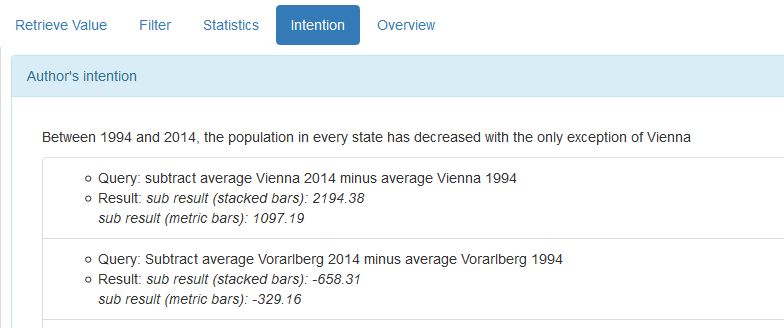 Retrieve Value Filter Statistics Intention Overview
Author's intention
Between 1994 and 2014, the population in every state has decreased with the only exception of Vienna
Query: subtract average Vienna 2014 minus average Vienna 1994
Result: sub result (stacked bars): 2194.38
sub result (metric bars): 1097.19
Query: Subtract average Vorarlberg 2014 minus average Vorarlberg 1994
Result: sub result (stacked bars): -658.31
sub result (metric bars): -329.16